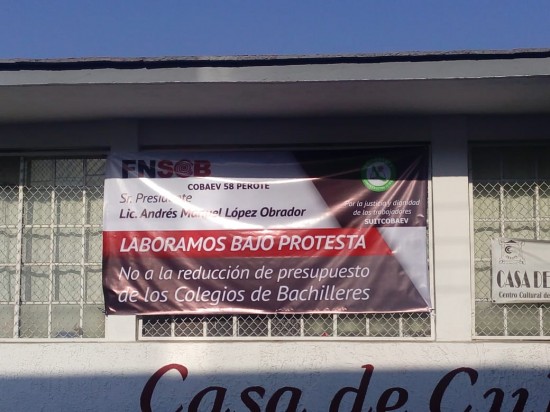 FNSCB
COBAEV 58 PEROTE
Sr. Presidente
Lic. Andrés Manuel López Obrador
LABORAMOS BAJO PROTESTA
No a la reducción de presupuesto
de los Colegios de Bachilleres
Por la justicia y dignidad
de los trabajadores
SUITCOBAEV
CASA DE
Centro Cultural de
Casa de Cu